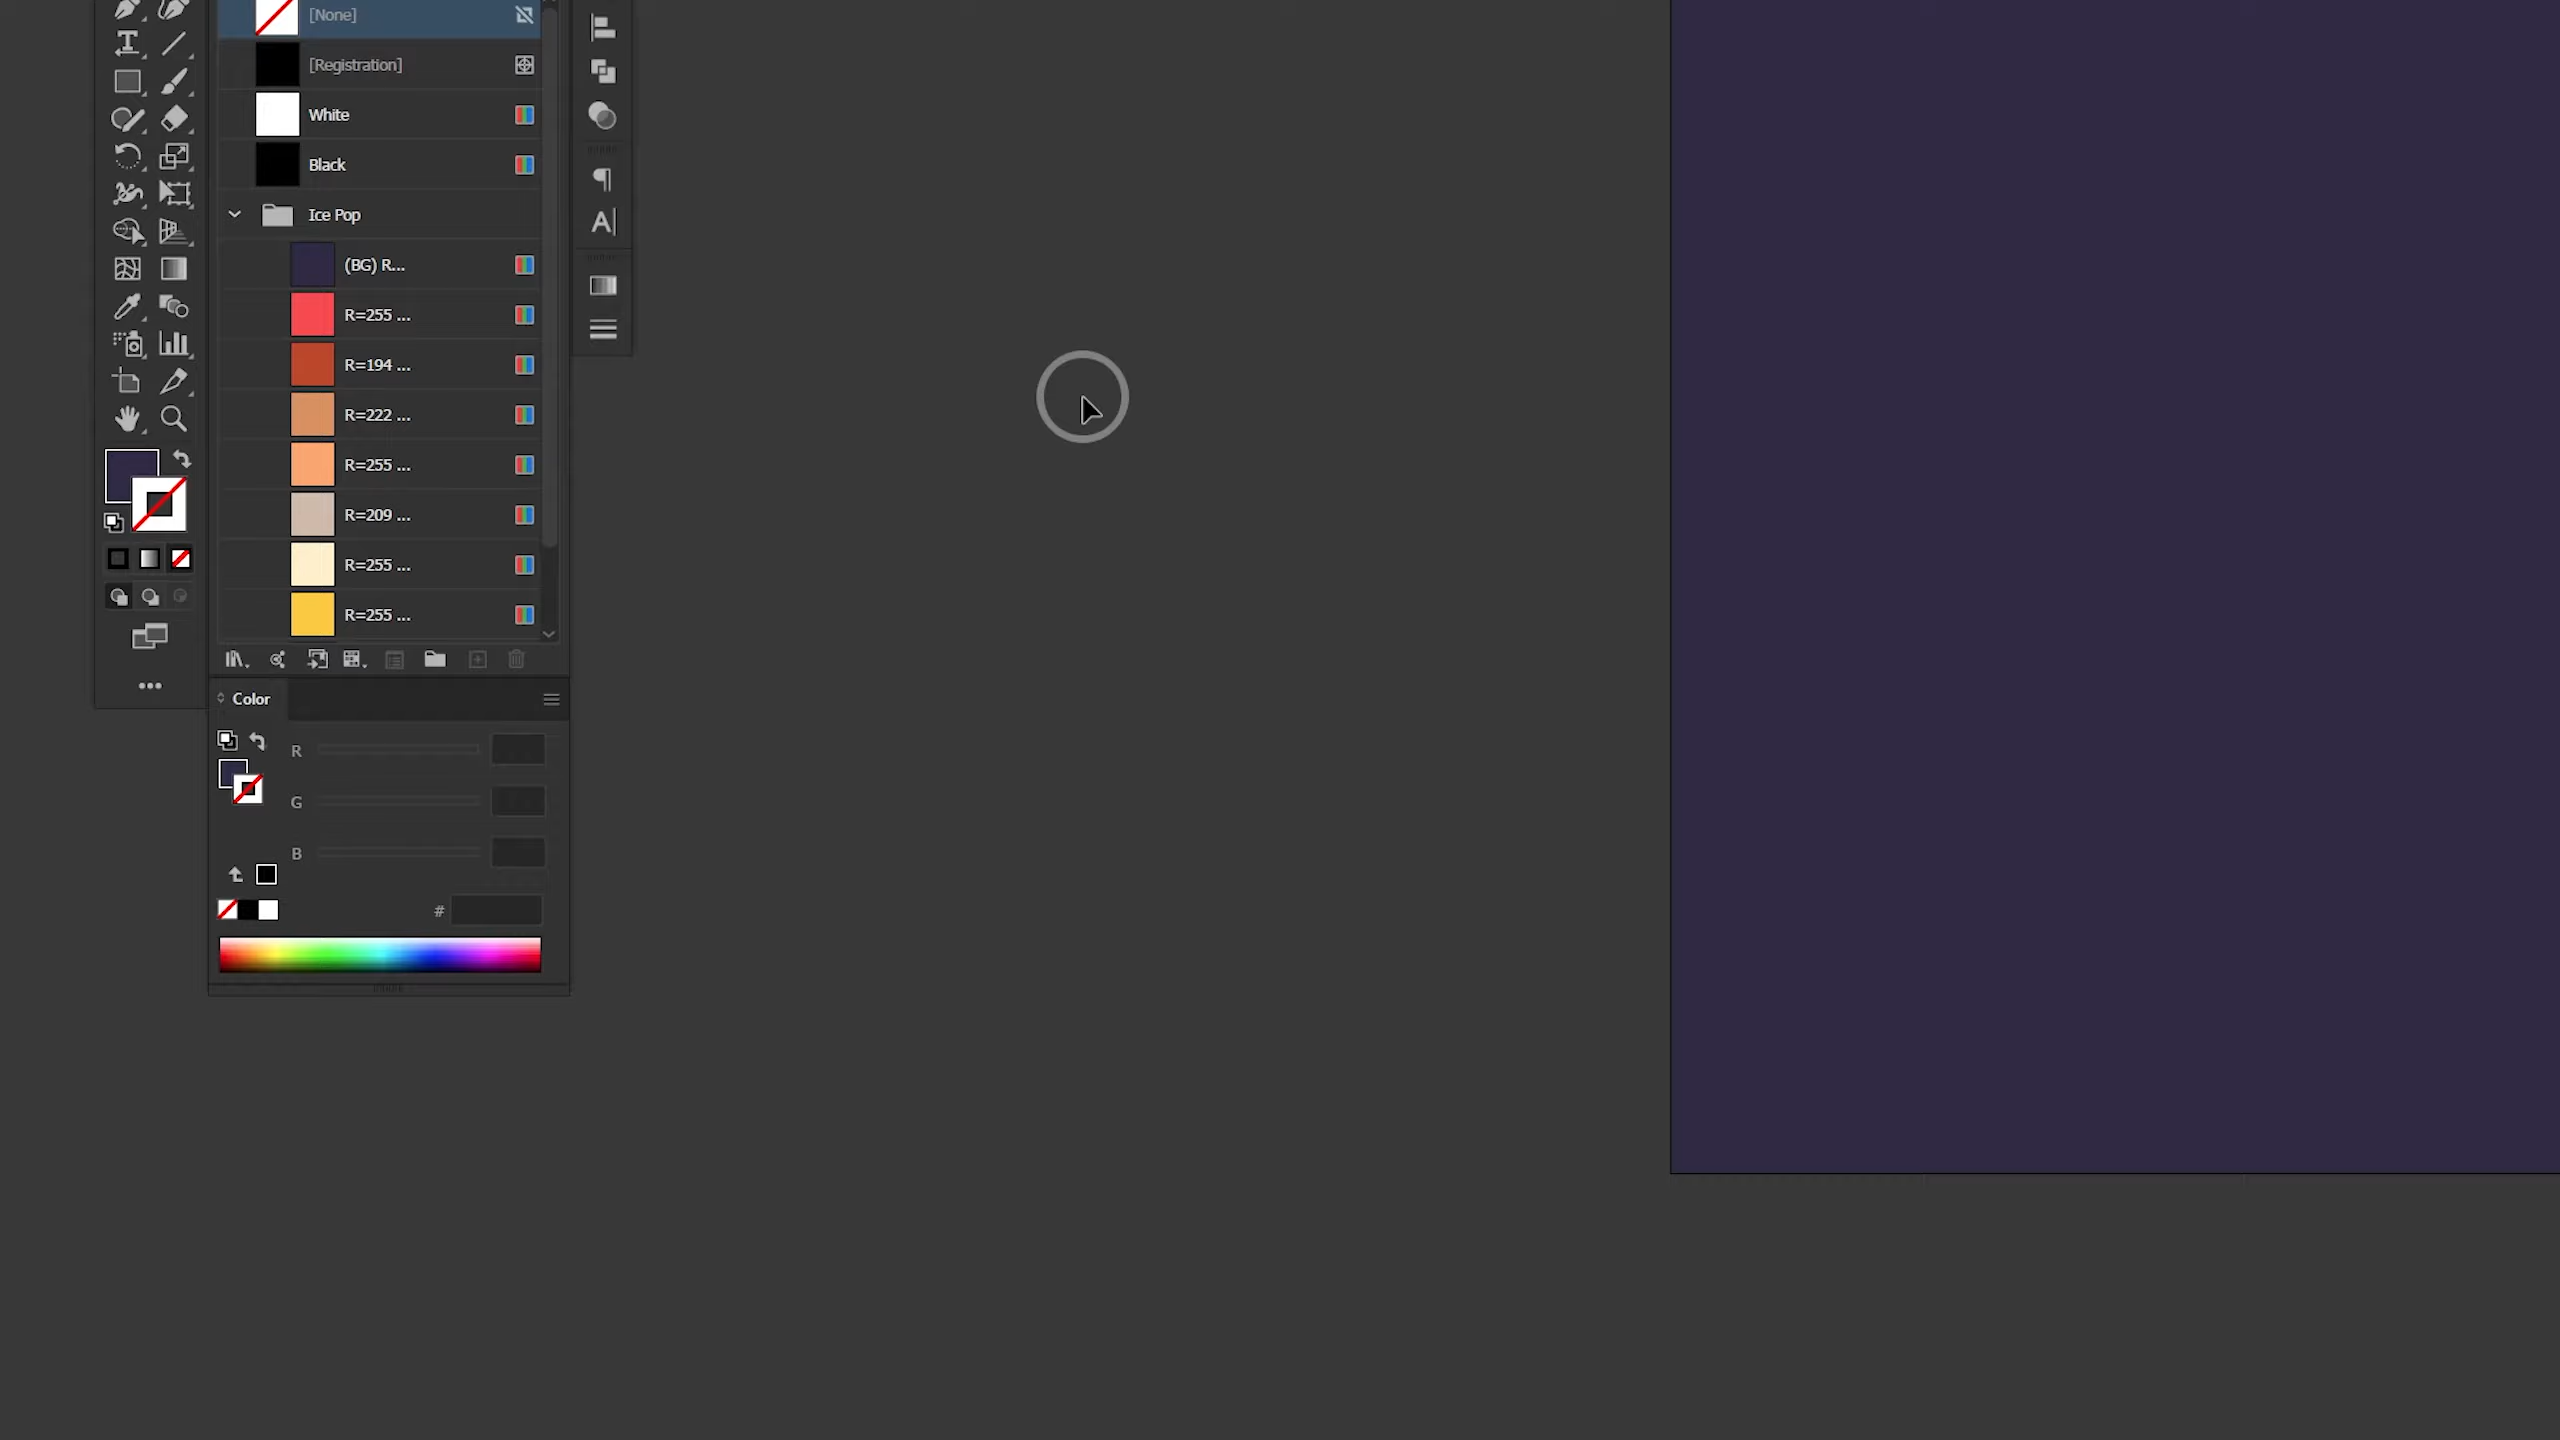 [None]
[Registration]
White
Black
Ice Pop
(BG) R...
R=255 ...
R=194 ...
R=222 ...
R=255 ...
R=209 ...
R=255 ...
R=255 ...
Color
R
G
B
#